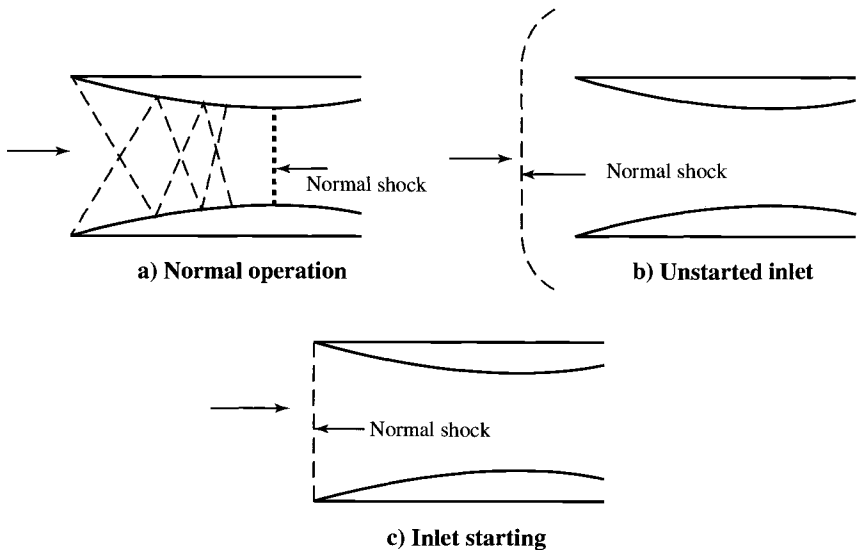 Normal shock
a) Normal operation
Normal shock
b) Unstarted inlet
Normal shock
c) Inlet starting